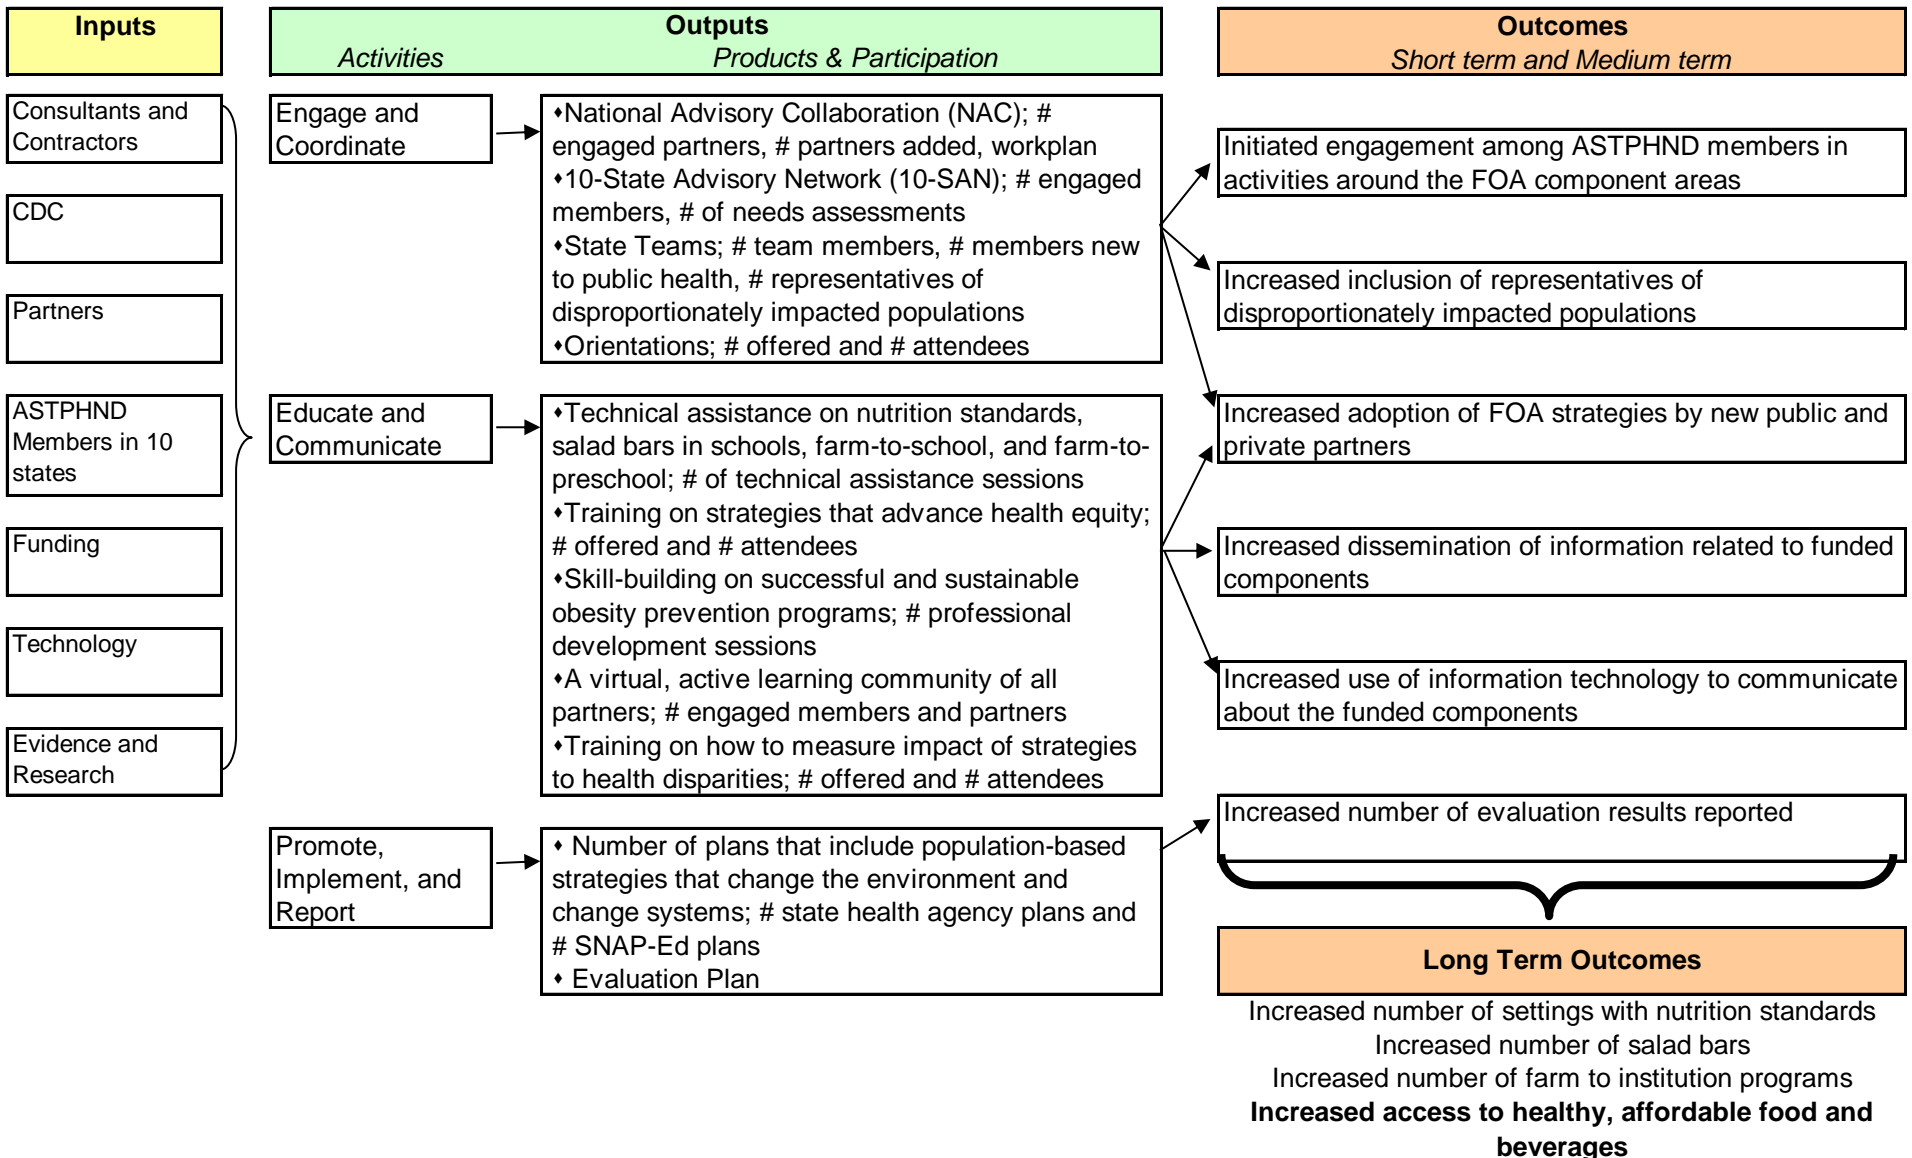 Inputs
Consultants and
Contractors
CDC
Partners
ASTPHND
Members in 10
states
Funding
Technology
Evidence and
Research
Outputs
Activities
Products & Participation
Engage and
Coordinate
⬧National Advisory Collaboration (NAC); #
engaged partners, # partners added, workplan
⬧10-State Advisory Network (10-SAN); # engaged
members, # of needs assessments
⬧State Teams; # team members, # members new
to public health, # representatives of
disproportionately impacted populations
⬧Orientations; # offered and # attendees
Educate and
Communicate
⬧Technical assistance on nutrition standards,
salad bars in schools, farm-to-school, and farm-to-
preschool; # of technical assistance sessions
⬧Training on strategies that advance health equity;
# offered and # attendees
⬧Skill-building on successful and sustainable
obesity prevention programs; # professional
development sessions
⬧A virtual, active learning community of all
partners; # engaged members and partners
⬧Training on how to measure impact of strategies
to health disparities; # offered and # attendees
Promote,
Implement, and
Report
⬧ Number of plans that include population-based
strategies that change the environment and
change systems; # state health agency plans and
# SNAP-Ed plans
⬧ Evaluation Plan
Outcomes
Short term and Medium term
Initiated engagement among ASTPHND members in
activities around the FOA component areas
Increased inclusion of representatives of
disproportionately impacted populations
Increased adoption of FOA strategies by new public and
private partners
Increased dissemination of information related to funded
components
Increased use of information technology to communicate
about the funded components
Increased number of evaluation results reported
Long Term Outcomes
Increased number of settings with nutrition standards
Increased number of salad bars
Increased number of farm to institution programs
Increased access to healthy, affordable food and
beverages